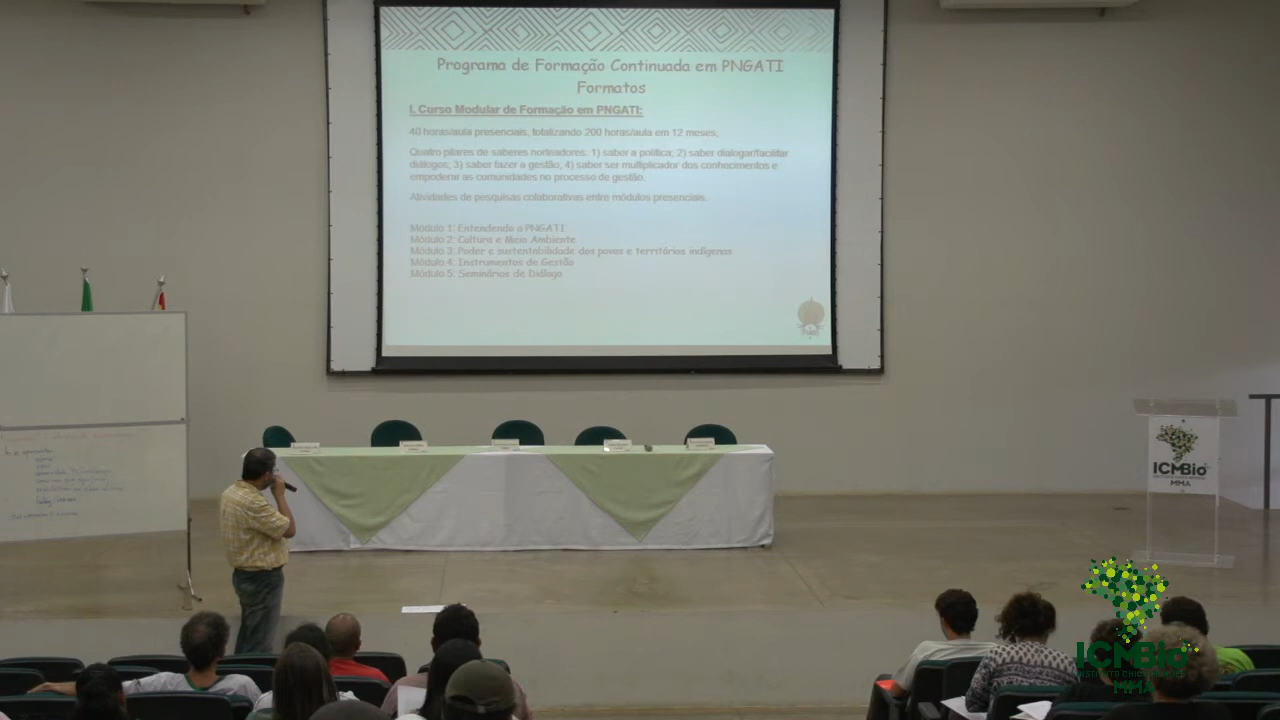 Programa de Formação Continuada em PNGATI
Formatos
I. Curso Modular de Formação em PNGATI:
40 horas/aula presenciais, totalizando 200 horas/aula em 12 meses,
Quatro pilares de saberes norteadores: 1) saber a política; 2) saber dialogar/facilitar
diálogos; 3) saber fazer a gestão, 4) saber ser multiplicador dos conhecimentos e
empoderar as comunidades no processo de gestão.
Atividades de pesquisas colaborativas entre módulos presenciais.
Módulo 1: Entendendo a PNGATI
Módulo 2: Cultura e Meio Ambiente
Módulo 3: Poder e sustentabilidade dos povos e territórios indígenas
Módulo 4: Instrumentos de Gestão
Módulo 5: Seminários de Diálogo
ICMBio
MMA
ICMBio
INSTITUTO CHICO MENDES
MMA